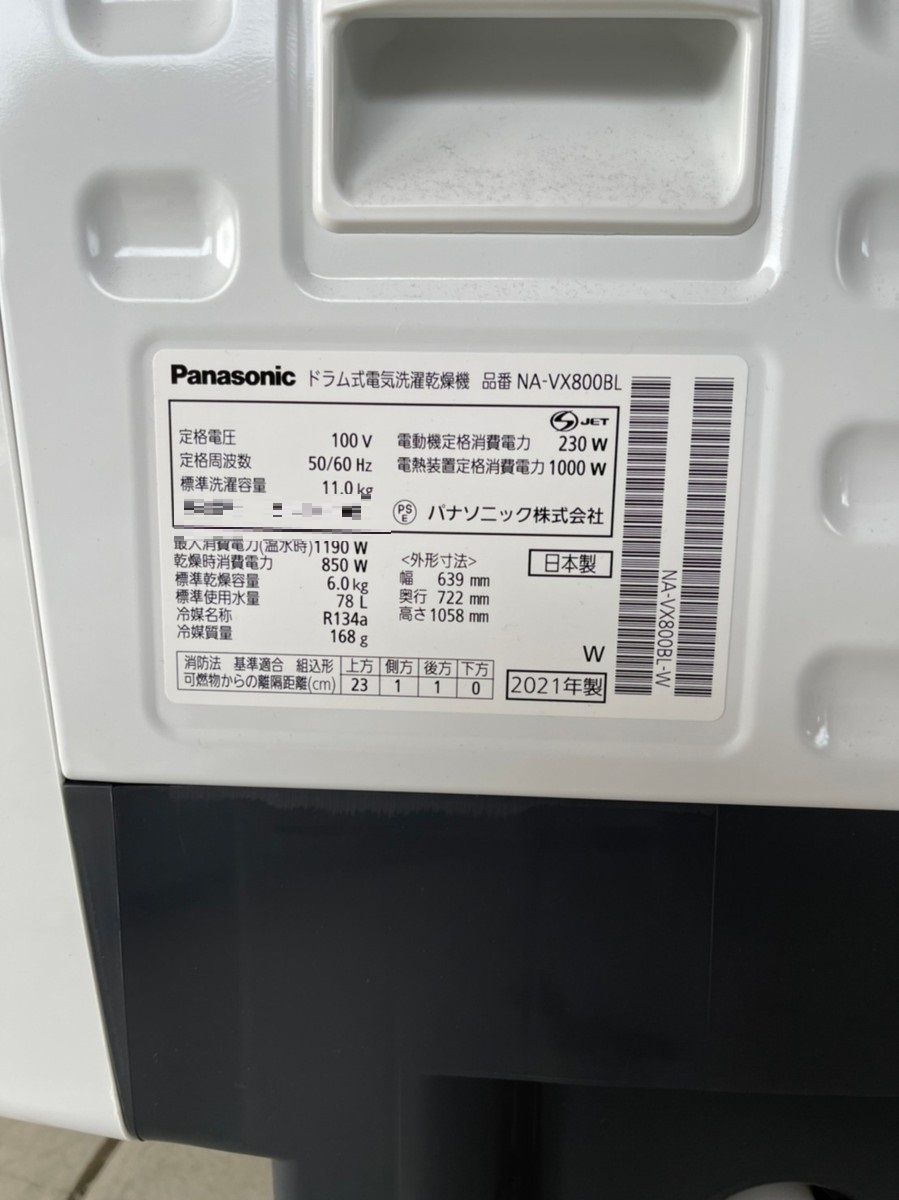 Panasonic ドラム式電気洗濯乾燥機 品番 NA-VX800BL
JET
定格電圧 100 V 電動機定格消費電力 230 W
定格周波数 50/60 Hz 電熱装置定格消費電力 1000 W
標準洗濯容量 11.0 kg
PS
E パナソニック株式会社
最大消費電力(温水時) 1190 W
乾燥時消費電力 850 W <外形寸法> 日本製
標準乾燥容量 6.0 kg 幅 639 mm
標準使用水量 78 L 奥行 722 mm
冷媒名称 R134a 高さ 1058 mm
冷媒質量 168 g
W
消防法 基準適合 組込形 上方 側方 後方 下方
可燃物からの離隔距離(cm) 23 1 1 0 2021年製
NA-VX800BL-W